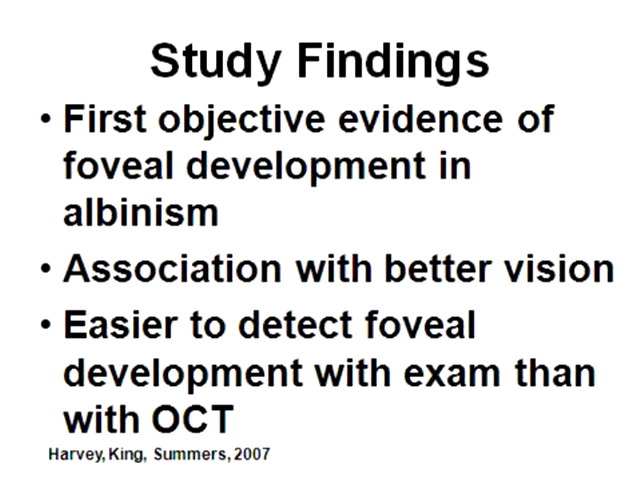 Study Findings
• First objective evidence of
foveal development in
albinism
• Association with better vision
• Easier to detect foveal
development with exam than
with OCT
Harvey, King, Summers, 2007